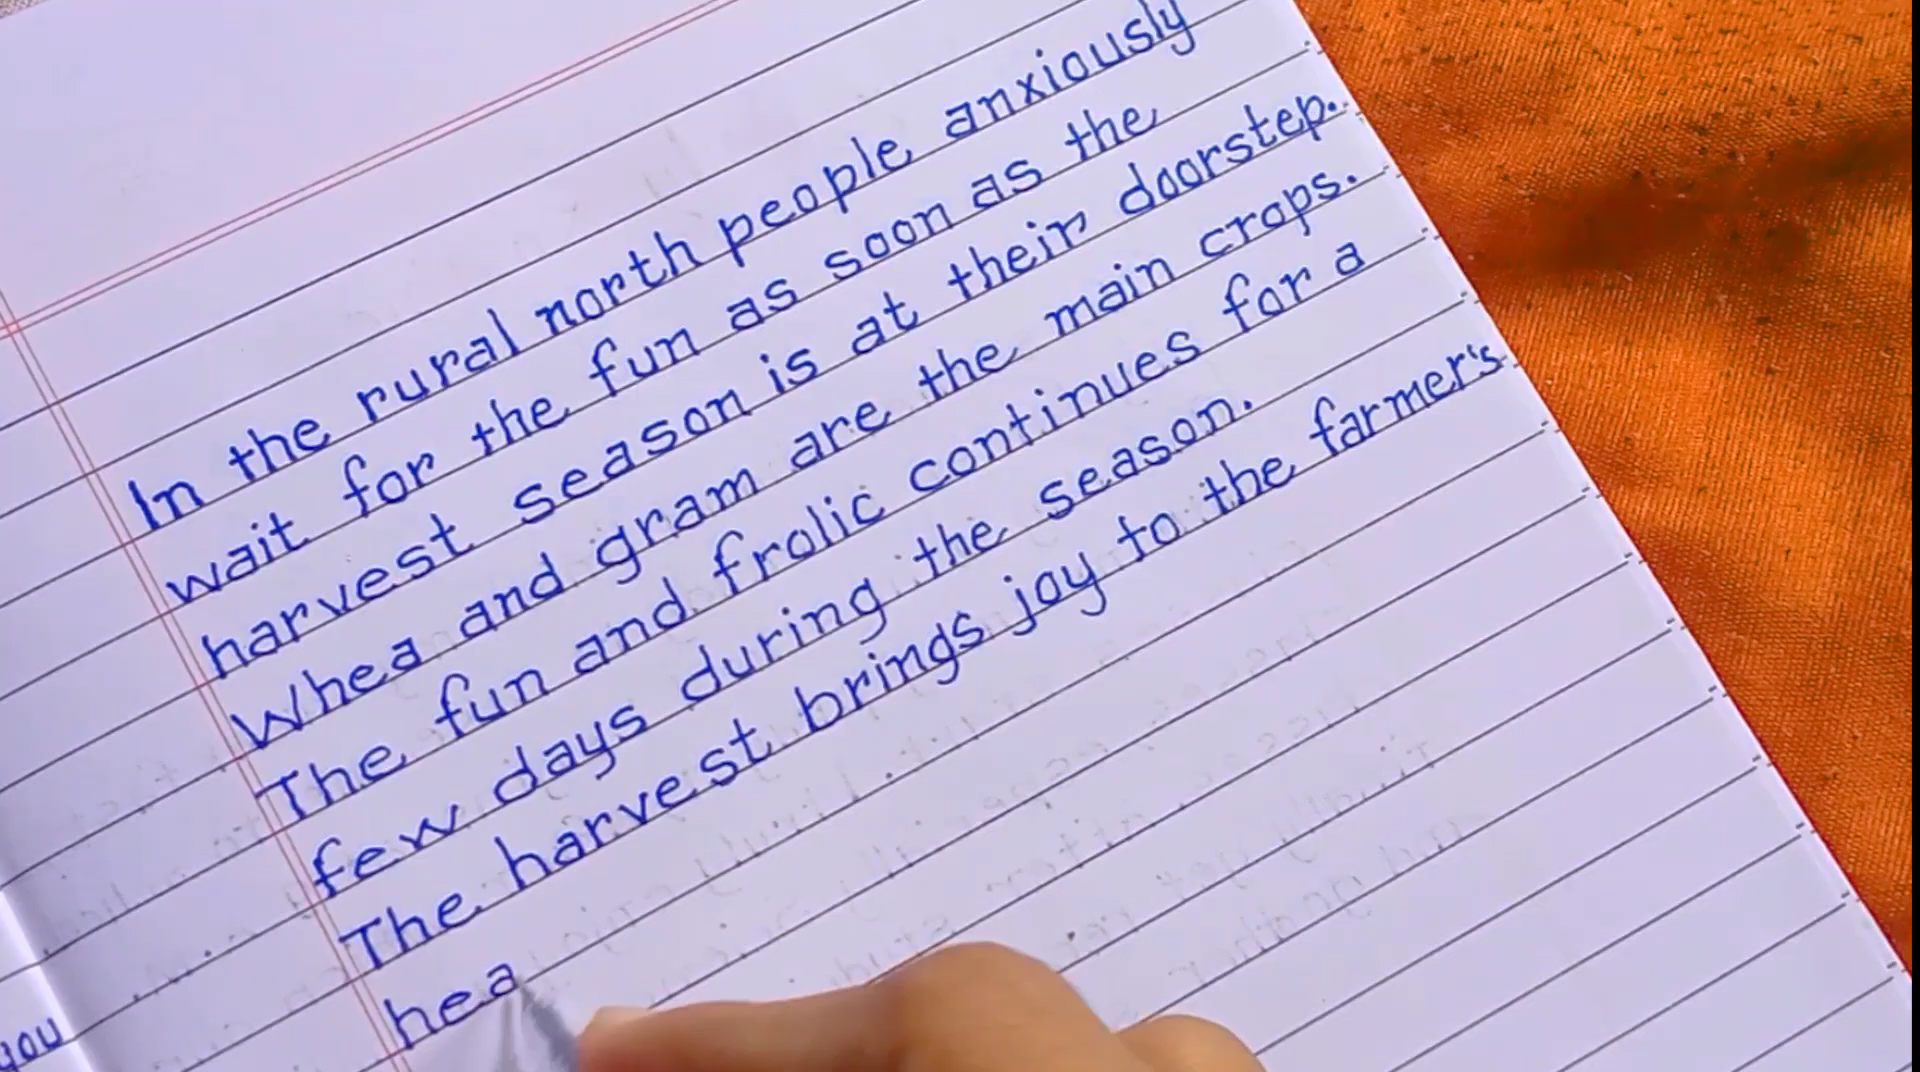 In the rural north people anxiously
wait for the fun as soon as the
harvest season is at their doorstep.
Whea and gram are the main crops.
The fun and frolic continues for a
few days during the season.
The harvest brings joy to the farmer's
hea
you